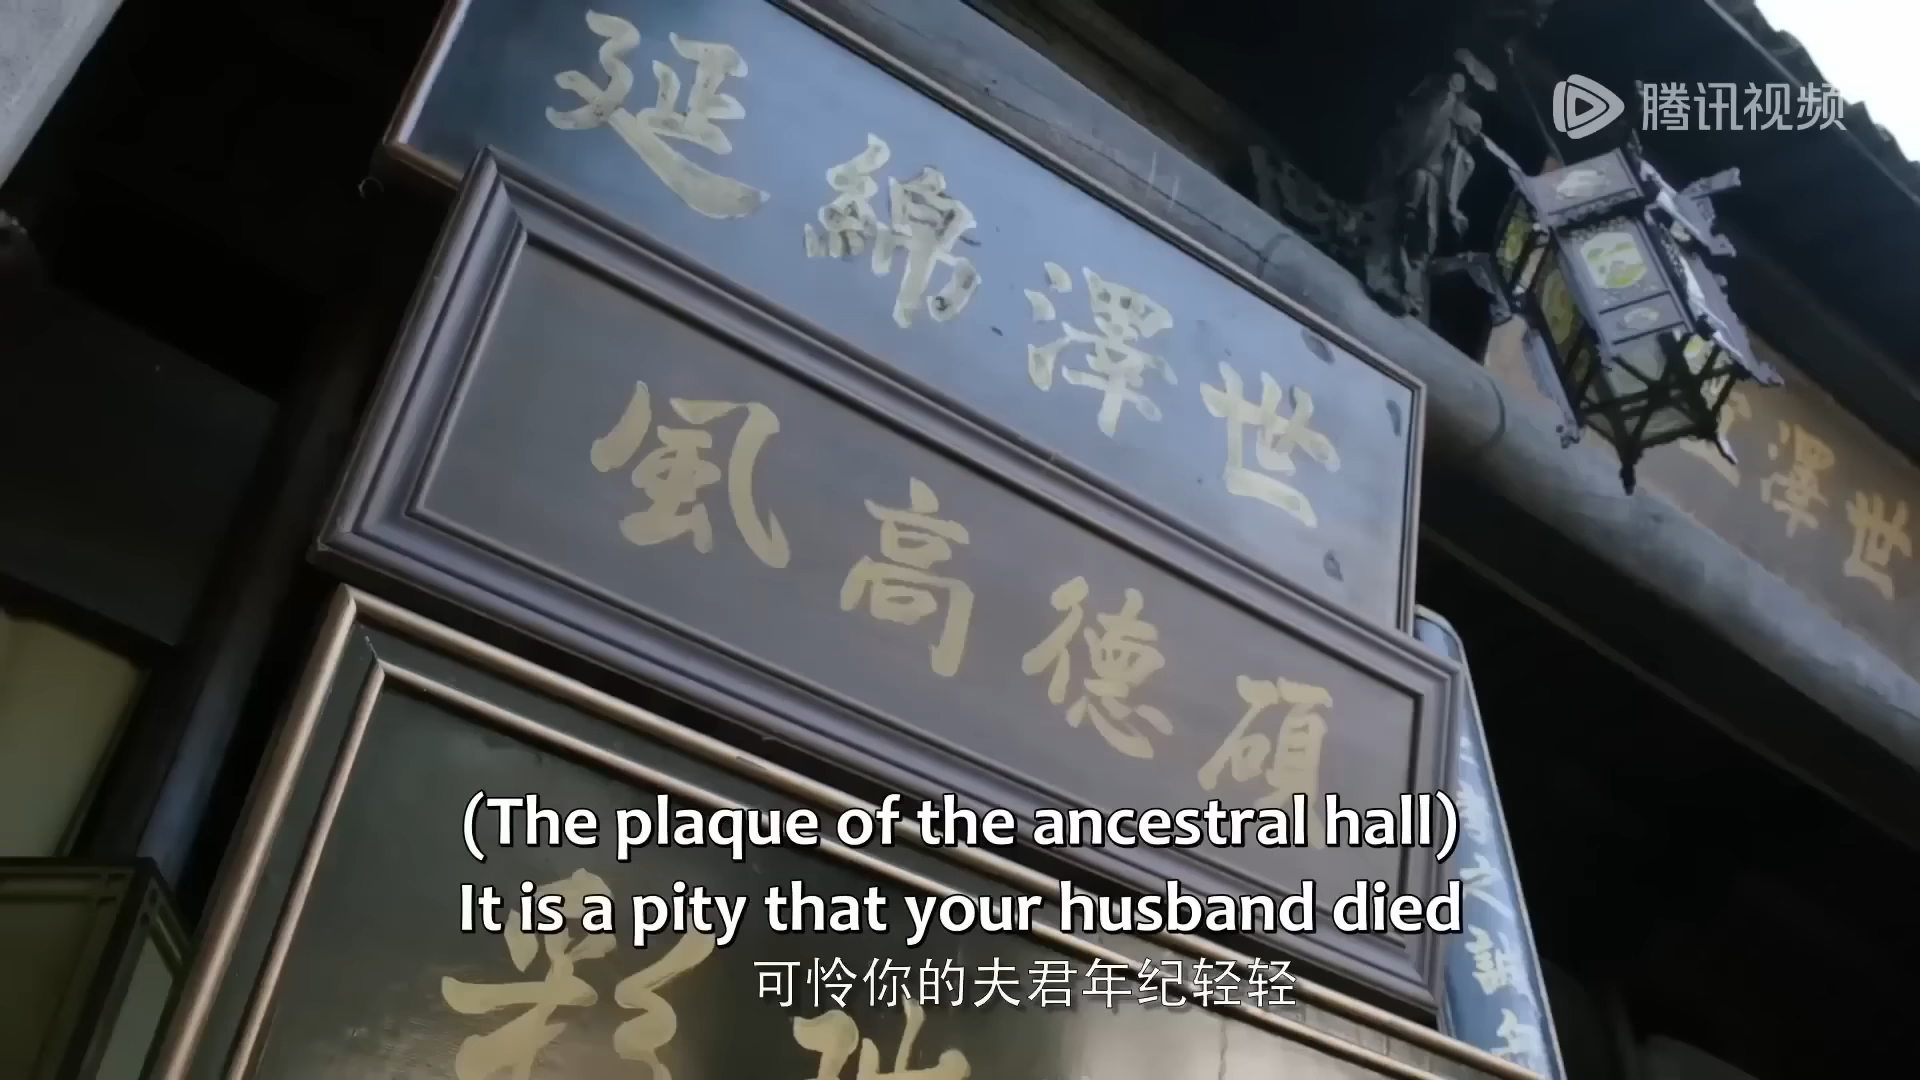 腾讯视频
延綿澤世
風高德碩
澤世
(The plaque of the ancestral hall)
It is a pity that your husband died
可怜你的夫君年纪轻轻